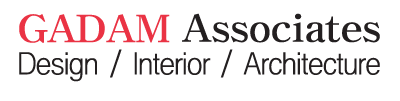 GADAM Associates
Design / Interior / Architecture